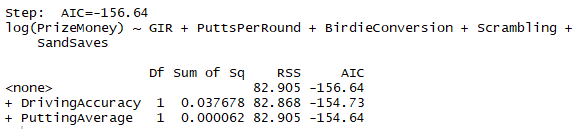 Step:  AIC=-156.64
log(PrizeMoney) ~ GIR + PuttsPerRound + BirdieConversion + Scrambling +
    SandSaves

                  Df Sum of Sq    RSS     AIC
<none>                         82.905 -156.64
+ DrivingAccuracy  1  0.037678 82.868 -154.73
+ PuttingAverage   1  0.000062 82.905 -154.64